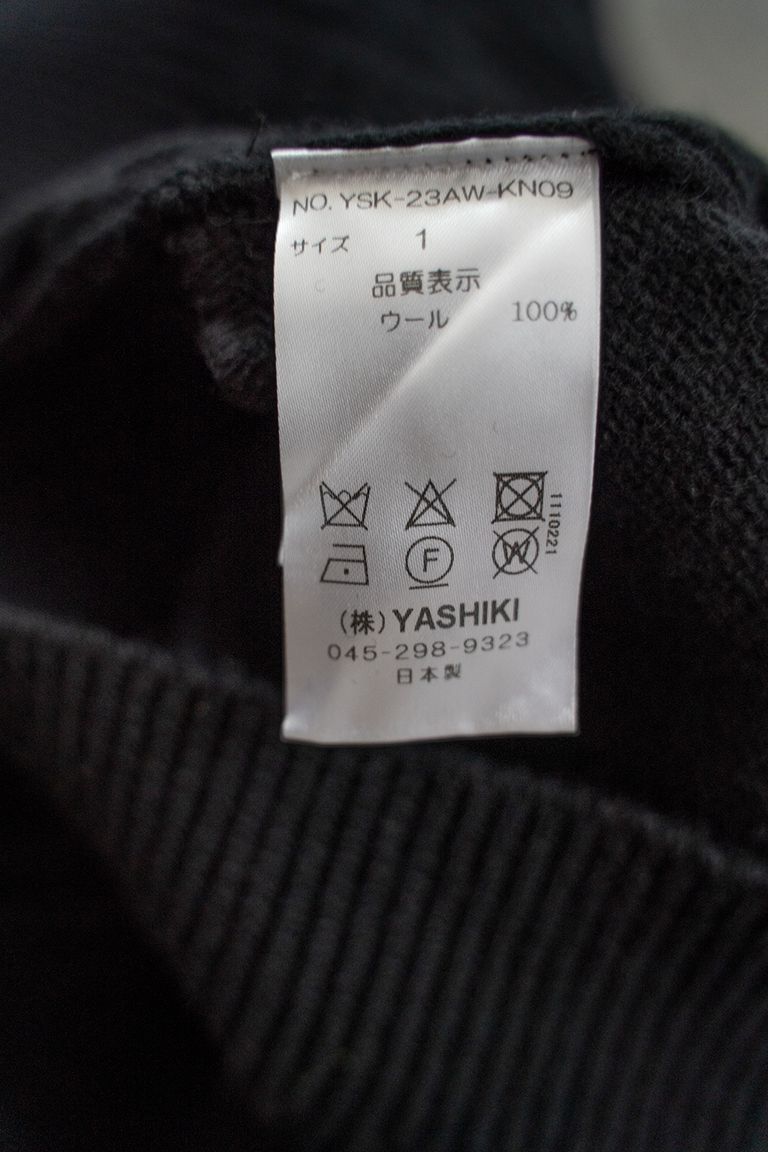 NO. YSK-23AW-KN09
サイズ 1
品質表示
ウール 100%
1110221
F
W
(株) YASHIKI
045-298-9323
日本製